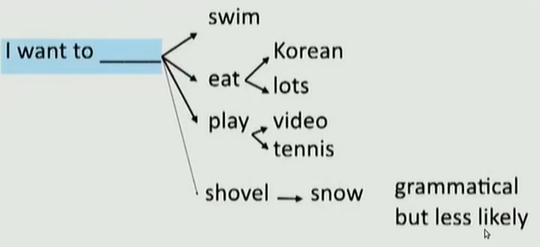 swim
I want to ______
Korean
eat
lots
play
video
tennis
shovel
snow
grammatical
but less likely